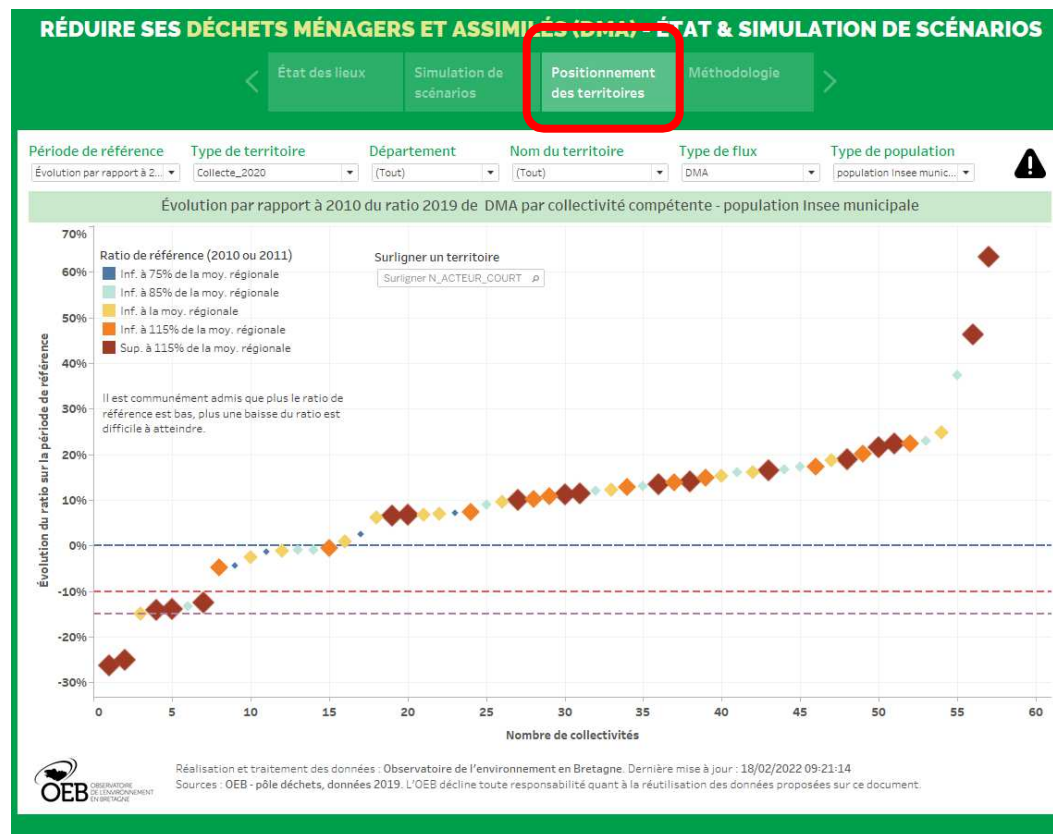 RÉDUIRE SES DÉCHETS MÉNAGERS ET ASSIMILÉS (DMA) - ÉTAT & SIMULATION DE SCÉNARIOS
État des lieux
Simulation de
scénarios
Positionnement
des territoires
Méthodologie
Période de référence
Type de territoire
Département
Nom du territoire
Type de flux
Type de population
Évolution par rapport à 2...
Collecte_2020
(Tout)
(Tout)
DMA
population Insee munic...
Évolution par rapport à 2010 du ratio 2019 de DMA par collectivité compétente - population Insee municipale
Ratio de référence (2010 ou 2011)
Inf. à 75% de la moy. régionale
Inf. à 85% de la moy. régionale
Inf. à la moy. régionale
Inf. à 115% de la moy. régionale
Sup. à 115% de la moy. régionale
Surligner un territoire
Surligner N_ACTEUR_COURT
Il est communément admis que plus le ratio de
référence est bas, plus une baisse du ratio est
difficile à atteindre.
Évolution du ratio sur la période de référence
70%
60%
50%
40%
30%
20%
10%
0%
-10%
-20%
-30%
0 5 10 15 20 25 30 35 40 45 50 55 60
Nombre de collectivités
OEB
OBSERVATOIRE
DE L'ENVIRONNEMENT
EN BRETAGNE
Réalisation et traitement des données : Observatoire de l'environnement en Bretagne. Dernière mise à jour : 18/02/2022 09:21:14
Sources : OEB - pôle déchets, données 2019. L'OEB décline toute responsabilité quant à la réutilisation des données proposées sur ce document.